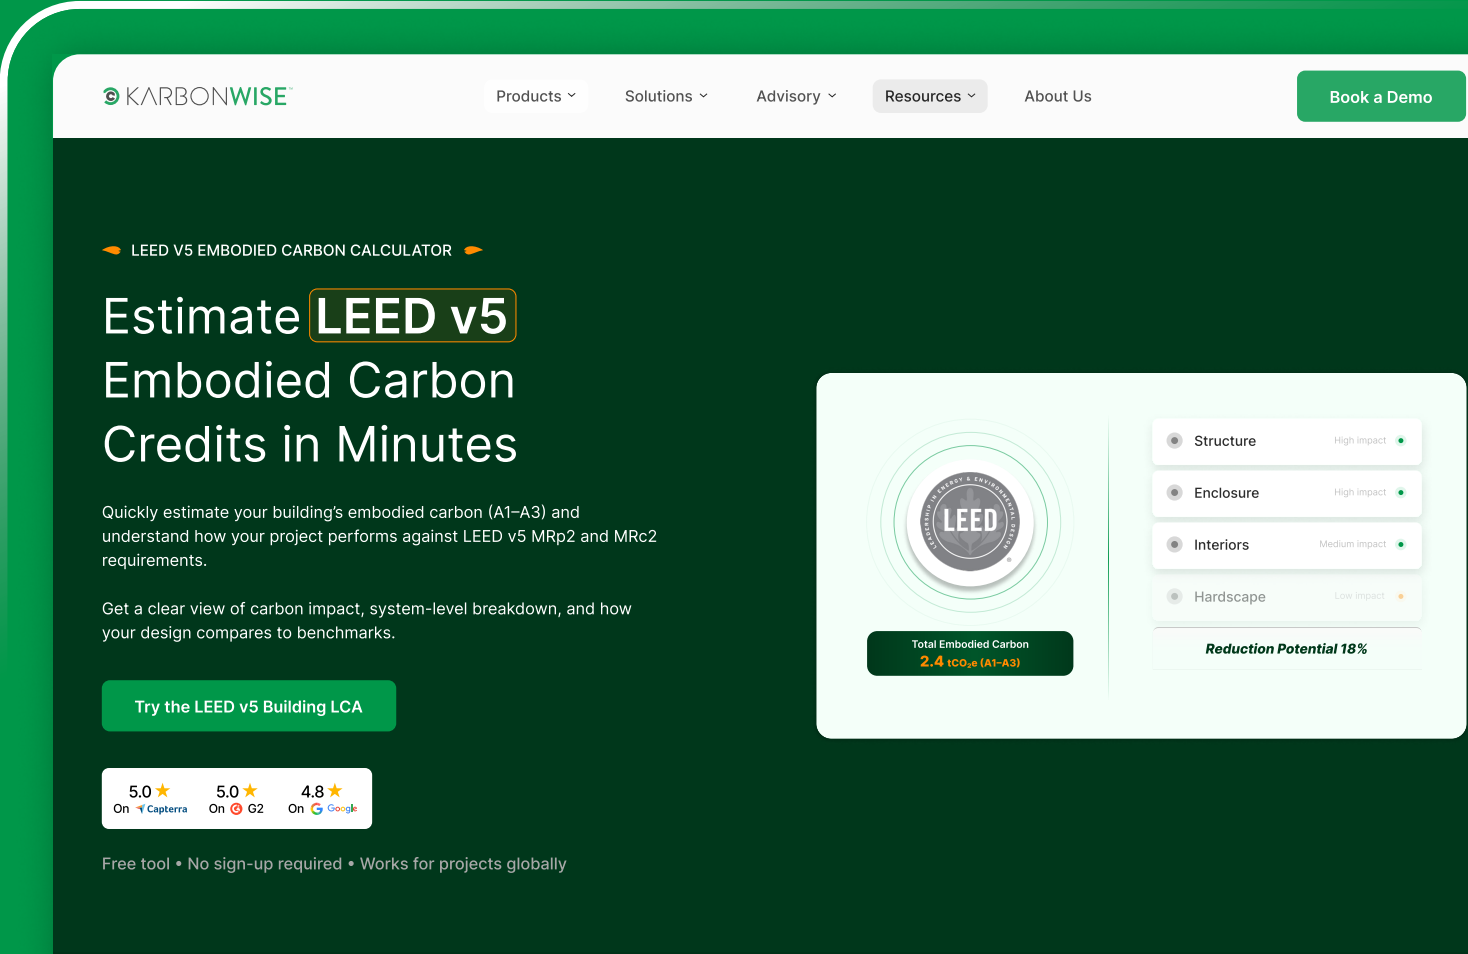 KARBONWISE
Products
Solutions
Advisory
Resources
About Us
Book a Demo
LEED V5 EMBODIED CARBON CALCULATOR
Estimate LEED v5
Embodied Carbon
Credits in Minutes
Quickly estimate your building’s embodied carbon (A1–A3) and
understand how your project performs against LEED v5 MRp2 and MRc2
requirements.
Get a clear view of carbon impact, system-level breakdown, and how
your design compares to benchmarks.
Try the LEED v5 Building LCA
5.0 5.0 4.8
On Capterra On G2 On Google
Free tool • No sign-up required • Works for projects globally
LEADERSHIP IN ENERGY & ENVIRONMENTAL DESIGN
LEED
®
Total Embodied Carbon
2.4 tCO₂e (A1–A3)
Structure High impact
Enclosure High impact
Interiors Medium impact
Hardscape Low impact
Reduction Potential 18%